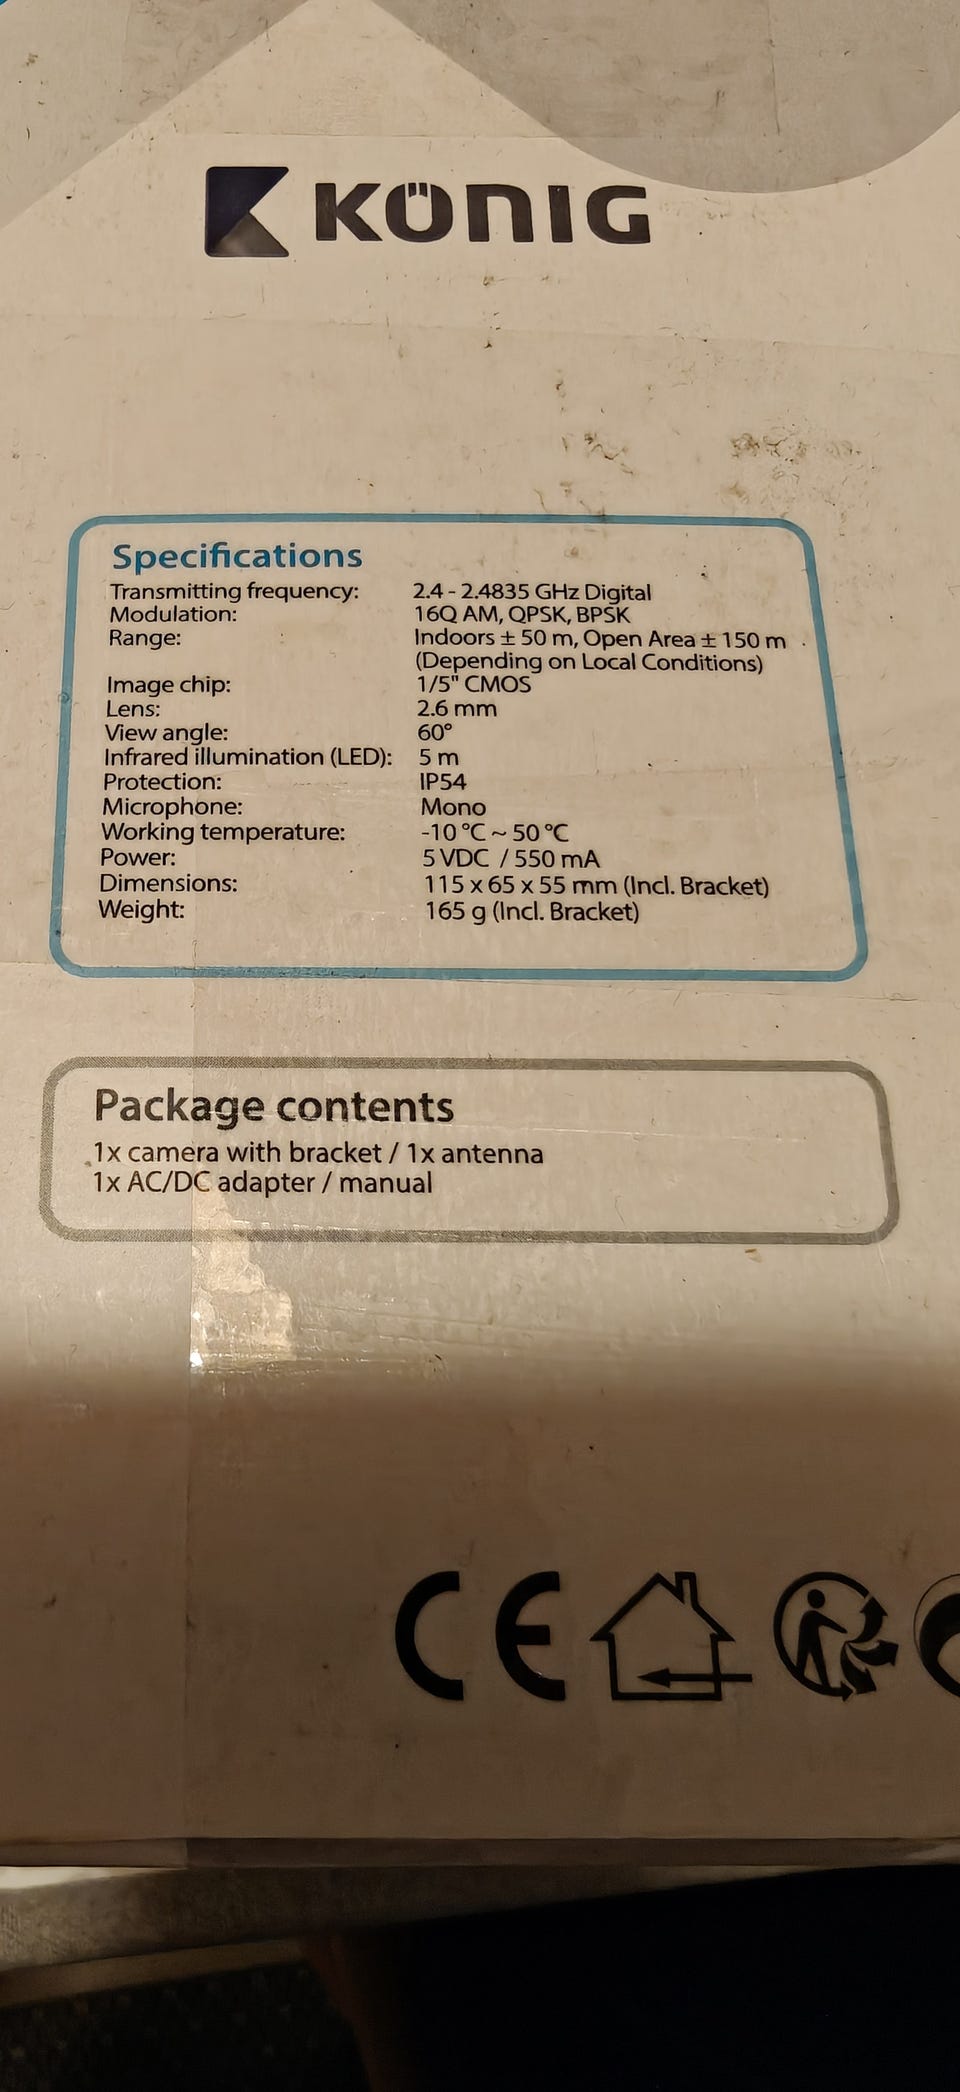 KÖNIG
Specifications
Transmitting frequency: 2.4 - 2.4835 GHz Digital
Modulation: 16Q AM, QPSK, BPSK
Range: Indoors ± 50 m, Open Area ± 150 m
(Depending on Local Conditions)
Image chip: 1/5" CMOS
Lens: 2.6 mm
View angle: 60°
Infrared illumination (LED): 5 m
Protection: IP54
Microphone: Mono
Working temperature: -10 °C ~ 50 °C
Power: 5 VDC / 550 mA
Dimensions: 115 x 65 x 55 mm (Incl. Bracket)
Weight: 165 g (Incl. Bracket)
Package contents
1x camera with bracket / 1x antenna
1x AC/DC adapter / manual
CE